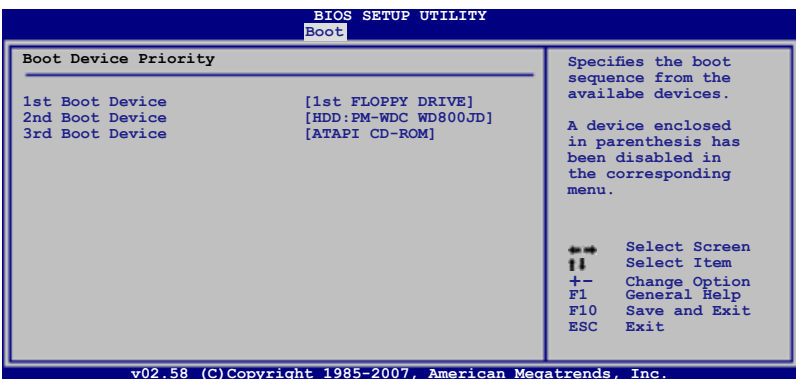 BIOS SETUP UTILITY
Boot
Boot Device Priority
1st Boot Device [1st FLOPPY DRIVE]
2nd Boot Device [HDD:PM-WDC WD800JD]
3rd Boot Device [ATAPI CD-ROM]
Specifies the boot
sequence from the
availabe devices.
A device enclosed
in parenthesis has
been disabled in
the corresponding
menu.
←→ Select Screen
↑↓ Select Item
+- Change Option
F1 General Help
F10 Save and Exit
ESC Exit
v02.58 (C)Copyright 1985-2007, American Megatrends, Inc.